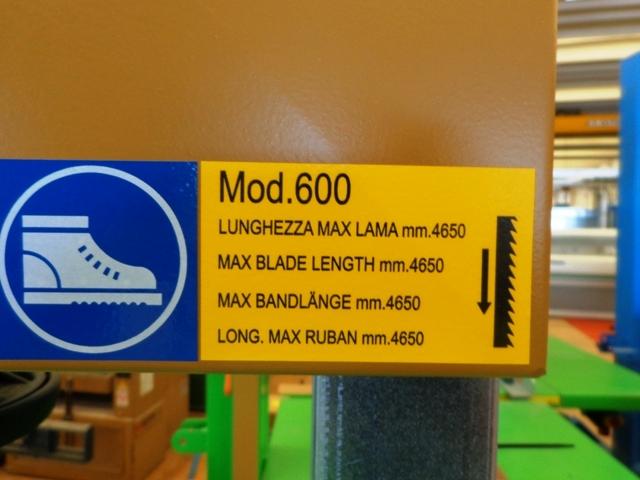 Mod.600
LUNGHEZZA MAX LAMA mm.4650
MAX BLADE LENGTH mm.4650
MAX BANDLÄNGE mm.4650
LONG. MAX RUBAN mm.4650